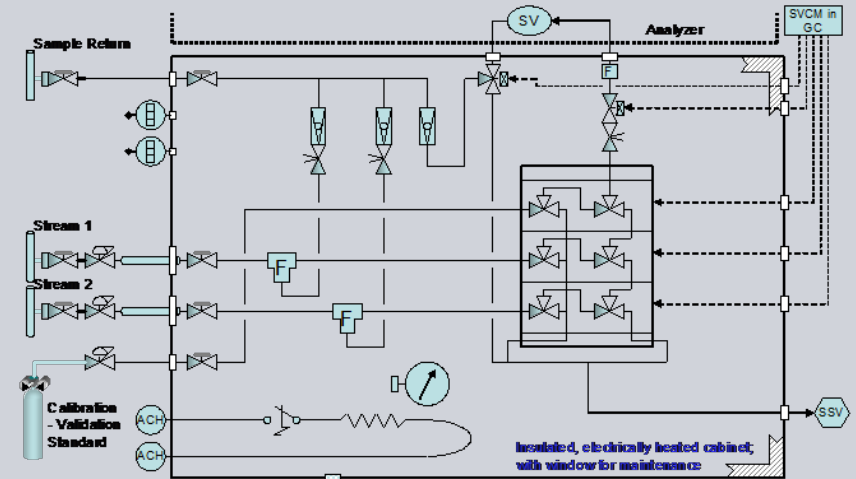 SV
SVCM in
GC
Sample Return
Analyzer
F
Stream 1
F
Stream 2
F
Calibration
- Validation
Standard
ACH
ACH
SSV
Insulated, electrically heated cabinet,
with window for maintenance